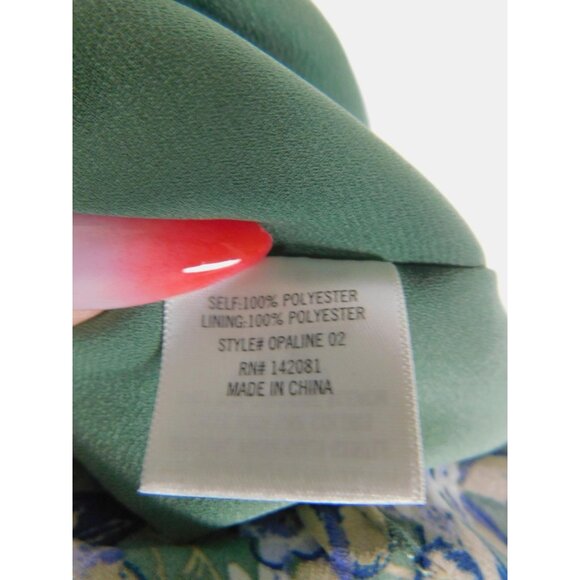 SELF:100% POLYESTER
LINING:100% POLYESTER
STYLE# OPALINE 02
RN# 142081
MADE IN CHINA